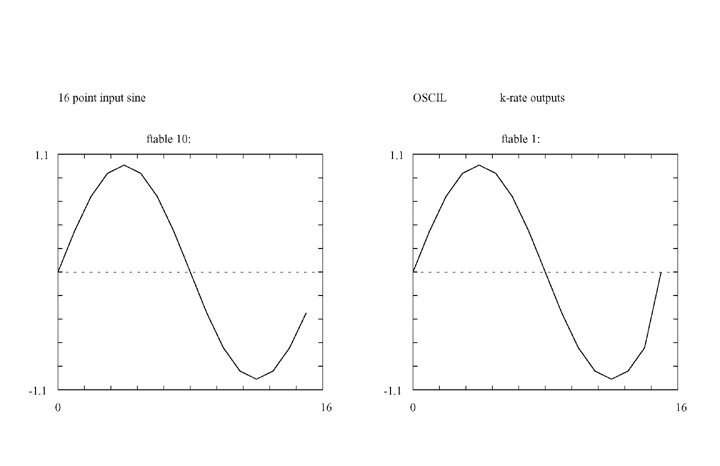 16 point input sine
OSCIL k-rate outputs
ftable 10:
ftable 1:
1.1
1.1
-1.1
-1.1
0 16
0 16